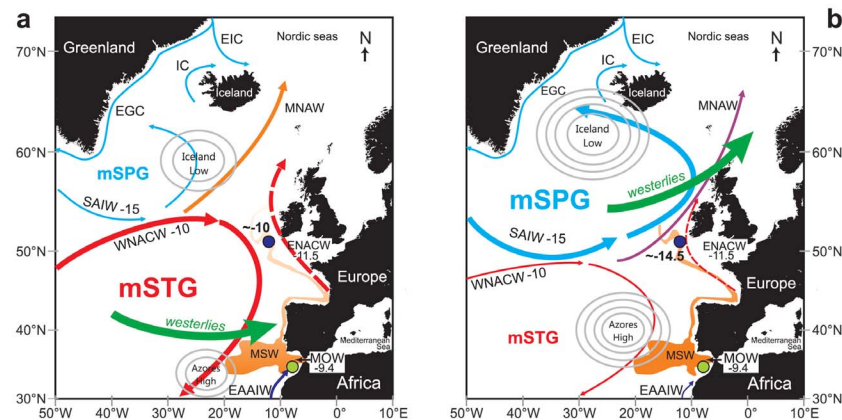 a
Greenland
EIC
Nordic seas
N
70°N
IC
Iceland
EGC
MNAW
Iceland
Low
60°N
mSPG
SAIW -15
WNACW -10
~-10
ENACW
-11.5
50°N
mSTG
Europe
westerlies
40°N
Mediterranean
Sea
MSW
MOW
-9.4
Azores
High
EAAIW
Africa
30°N
50°W
40°W
30°W
20°W
10°W
0°W
10°E
b
Greenland
EIC
Nordic seas
N
70°N
IC
Iceland
EGC
MNAW
Iceland
Low
60°N
westerlies
mSPG
SAIW -15
ENACW
-11.5
~-14.5
50°N
WNACW -10
Europe
mSTG
Azores
High
40°N
Mediterranean
Sea
MSW
MOW
-9.4
EAAIW
Africa
30°N
50°W
40°W
30°W
20°W
10°W
0°W
10°E